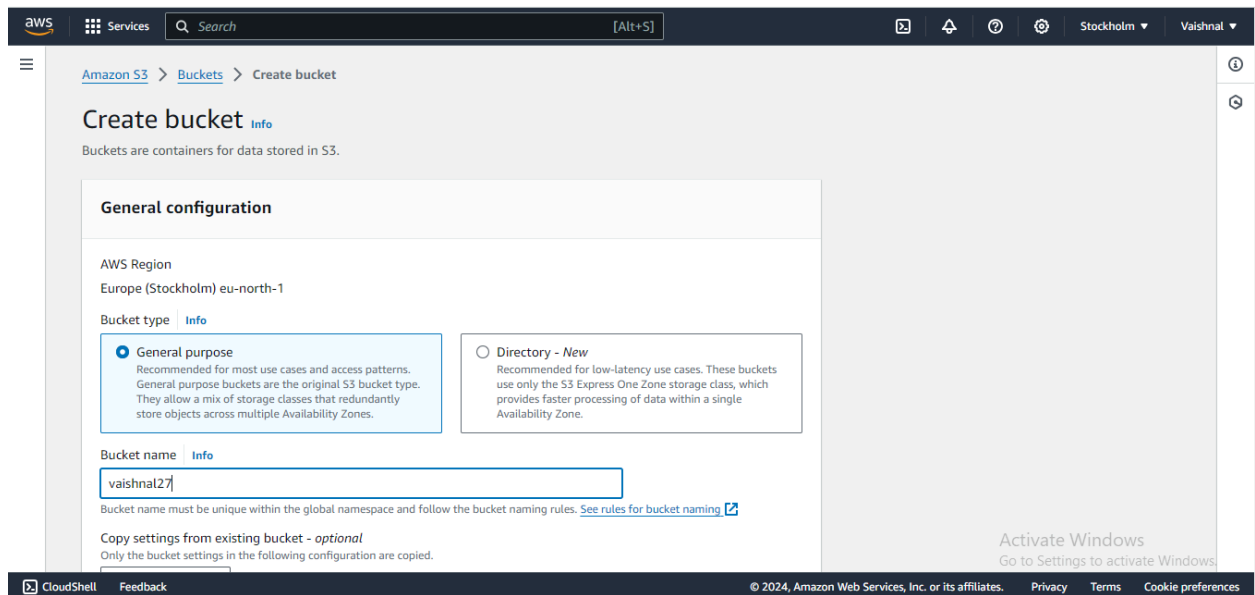 aws Services Search [Alt+S] Stockholm ▼ Vaishnal ▼
Amazon S3 > Buckets > Create bucket
Create bucket Info
Buckets are containers for data stored in S3.
General configuration
AWS Region
Europe (Stockholm) eu-north-1
Bucket type Info
General purpose
Recommended for most use cases and access patterns.
General purpose buckets are the original S3 bucket type.
They allow a mix of storage classes that redundantly
store objects across multiple Availability Zones.
Directory - New
Recommended for low-latency use cases. These buckets
use only the S3 Express One Zone storage class, which
provides faster processing of data within a single
Availability Zone.
Bucket name Info
vaishnal27
Bucket name must be unique within the global namespace and follow the bucket naming rules. See rules for bucket naming
Copy settings from existing bucket - optional
Only the bucket settings in the following configuration are copied.
Activate Windows
Go to Settings to activate Windows.
CloudShell Feedback © 2024, Amazon Web Services, Inc. or its affiliates. Privacy Terms Cookie preferences